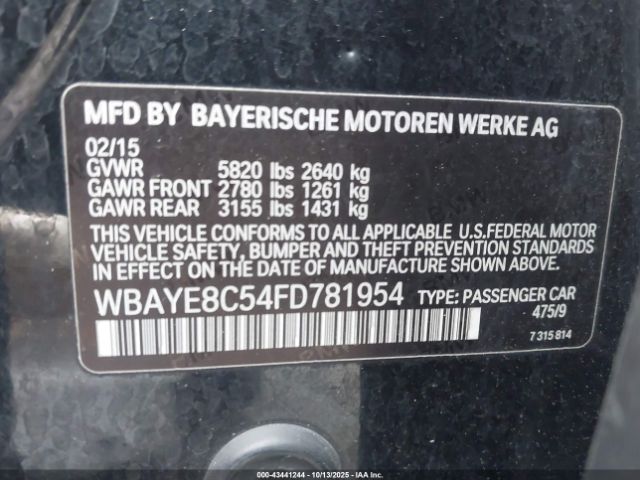 MFD BY BAYERISCHE MOTOREN WERKE AG
02/15
GVWR 5820 lbs 2640 kg
GAWR FRONT 2780 lbs 1261 kg
GAWR REAR 3155 lbs 1431 kg
THIS VEHICLE CONFORMS TO ALL APPLICABLE U.S.FEDERAL MOTOR
VEHICLE SAFETY, BUMPER AND THEFT PREVENTION STANDARDS
IN EFFECT ON THE DATE OF MANUFACTURE SHOWN ABOVE.
WBAYE8C54FD781954 TYPE: PASSENGER CAR
475/9
7 315 814
000-43441244 - 10/13/2025 - IAA Inc.